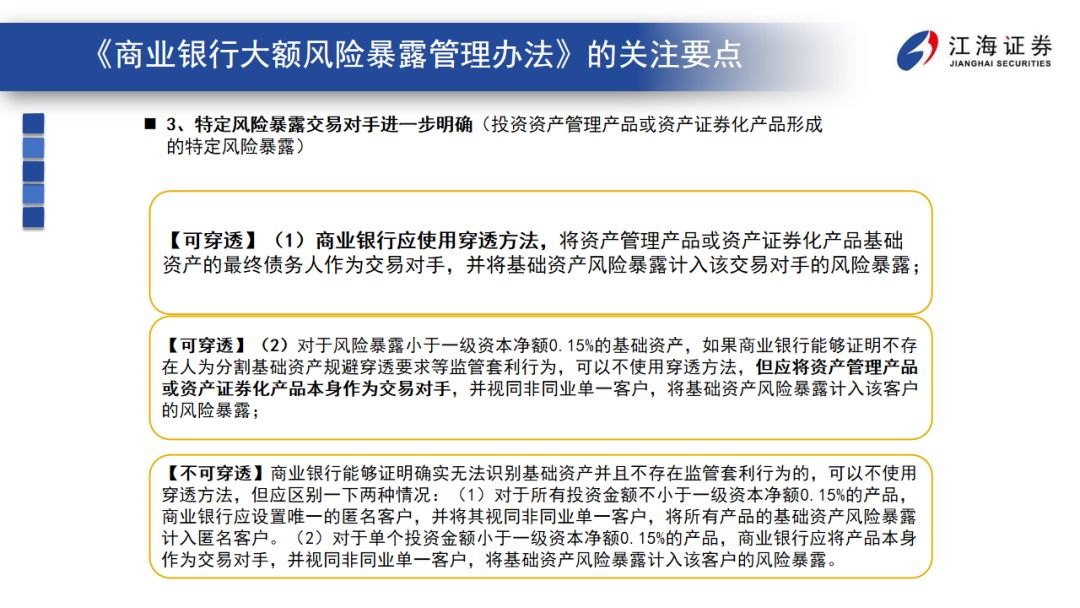 《商业银行大额风险暴露管理办法》的关注要点
江海证券
JIANGHAI SECURITIES
■ 3、特定风险暴露交易对手进一步明确（投资资产管理产品或资产证券化产品形成
的特定风险暴露）
【可穿透】（1）商业银行应使用穿透方法，将资产管理产品或资产证券化产品基础
资产的最终债务人作为交易对手，并将基础资产风险暴露计入该交易对手的风险暴露；
【可穿透】（2）对于风险暴露小于一级资本净额0.15%的基础资产，如果商业银行能够证明不存
在人为分割基础资产规避穿透要求等监管套利行为，可以不使用穿透方法，但应将资产管理产品
或资产证券化产品本身作为交易对手，并视同非同业单一客户，将基础资产风险暴露计入该客户
的风险暴露；
【不可穿透】商业银行能够证明确实无法识别基础资产并且不存在监管套利行为的，可以不使用
穿透方法，但应区别一下两种情况：（1）对于所有投资金额不小于一级资本净额0.15%的产品，
商业银行应设置唯一的匿名客户，并将其视同非同业单一客户，将所有产品的基础资产风险暴露
计入匿名客户。（2）对于单个投资金额小于一级资本净额0.15%的产品，商业银行应将产品本身
作为交易对手，并视同非同业单一客户，将基础资产风险暴露计入该客户的风险暴露。